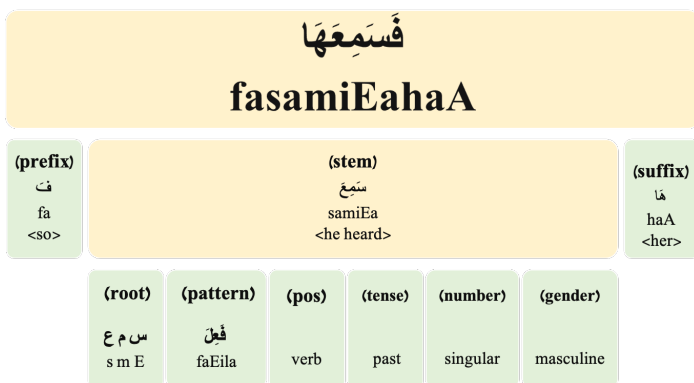 فَسَمِعَهَا
fasamiEahaA
(prefix)
فَ
fa
<so>
(stem)
سَمِعَ
samiEa
<he heard>
(suffix)
هَا
haA
<her>
(root)
س م ع
s m E
(pattern)
فَعِلَ
faEila
(pos)
verb
(tense)
past
(number)
singular
(gender)
masculine